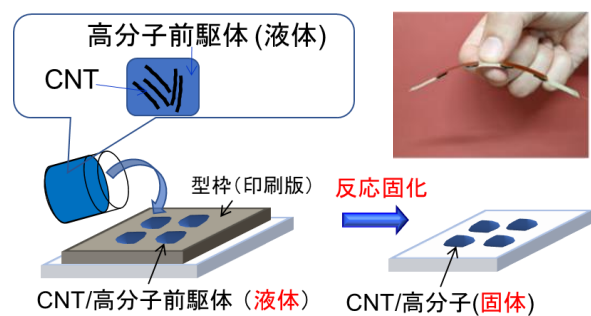 高分子前駆体 (液体)
CNT
型枠（印刷版）
反応固化
CNT/高分子前駆体（液体）
CNT/高分子(固体)